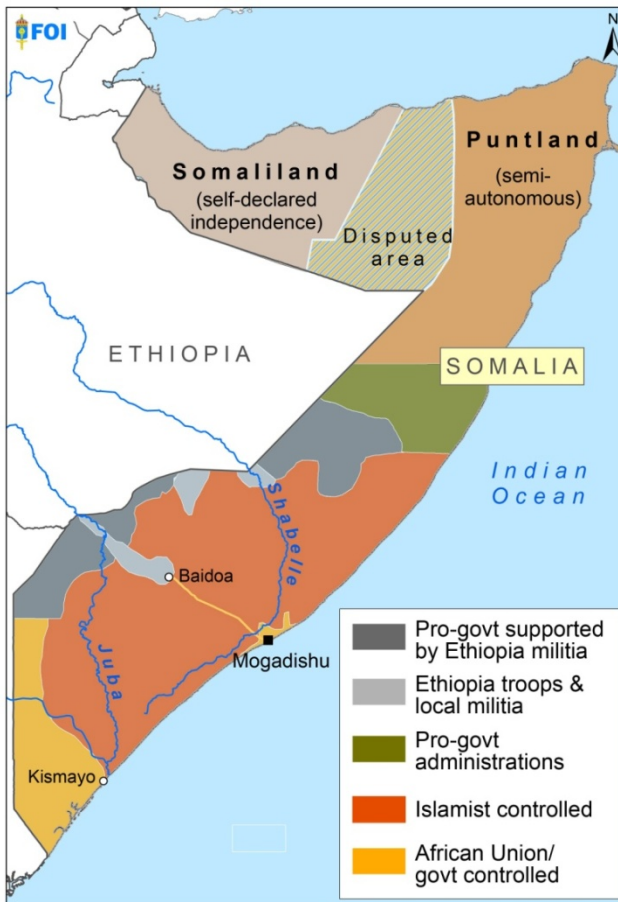 FOI
N
Somaliland
(self-declared
independence)
Puntland
(semi-
autonomous)
Disputed
area
ETHIOPIA
SOMALIA
Indian
Ocean
Shabelle
Baidoa
Juba
Mogadishu
Kismayo
Pro-govt supported
by Ethiopia militia
Ethiopia troops &
local militia
Pro-govt
administrations
Islamist controlled
African Union/
govt controlled